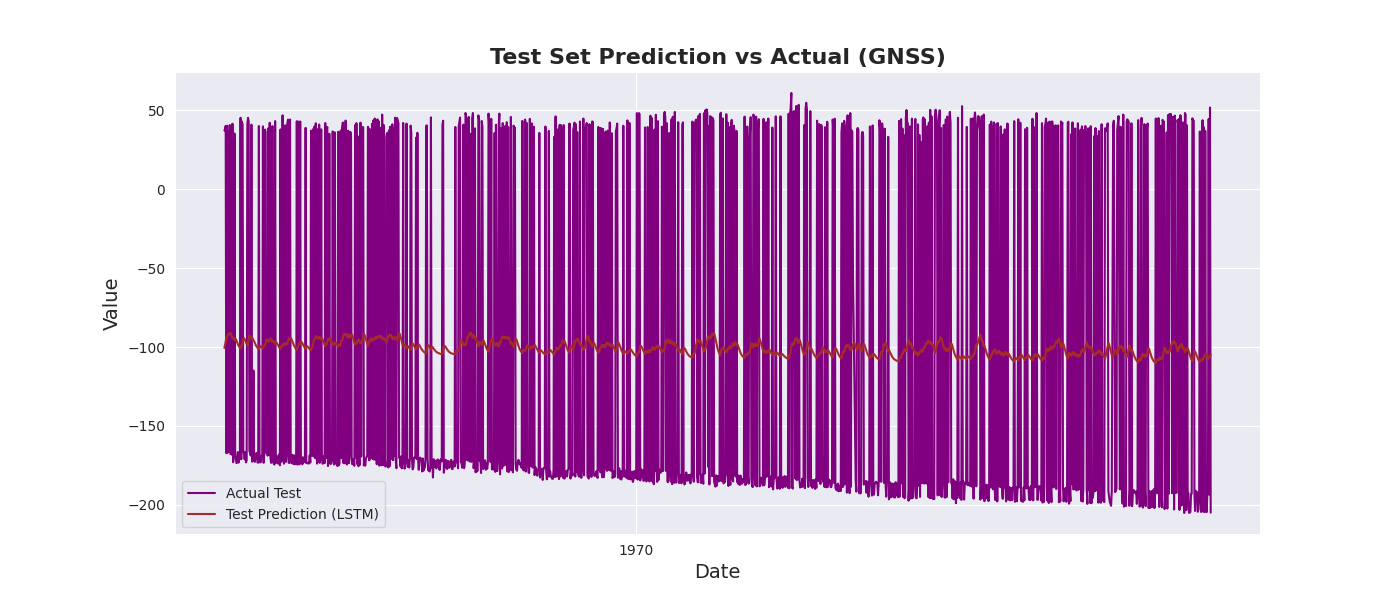 Test Set Prediction vs Actual (GNSS)
Value
50
0
−50
−100
−150
−200
Actual Test
Test Prediction (LSTM)
1970
Date